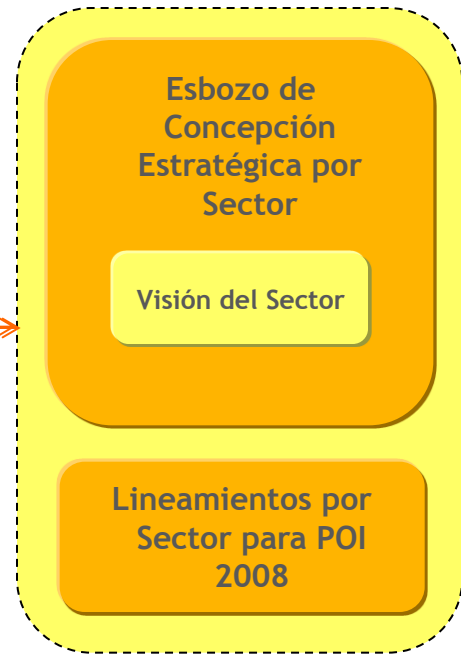 Esbozo de
Concepción
Estratégica por
Sector
Visión del Sector
Lineamientos por
Sector para POI
2008